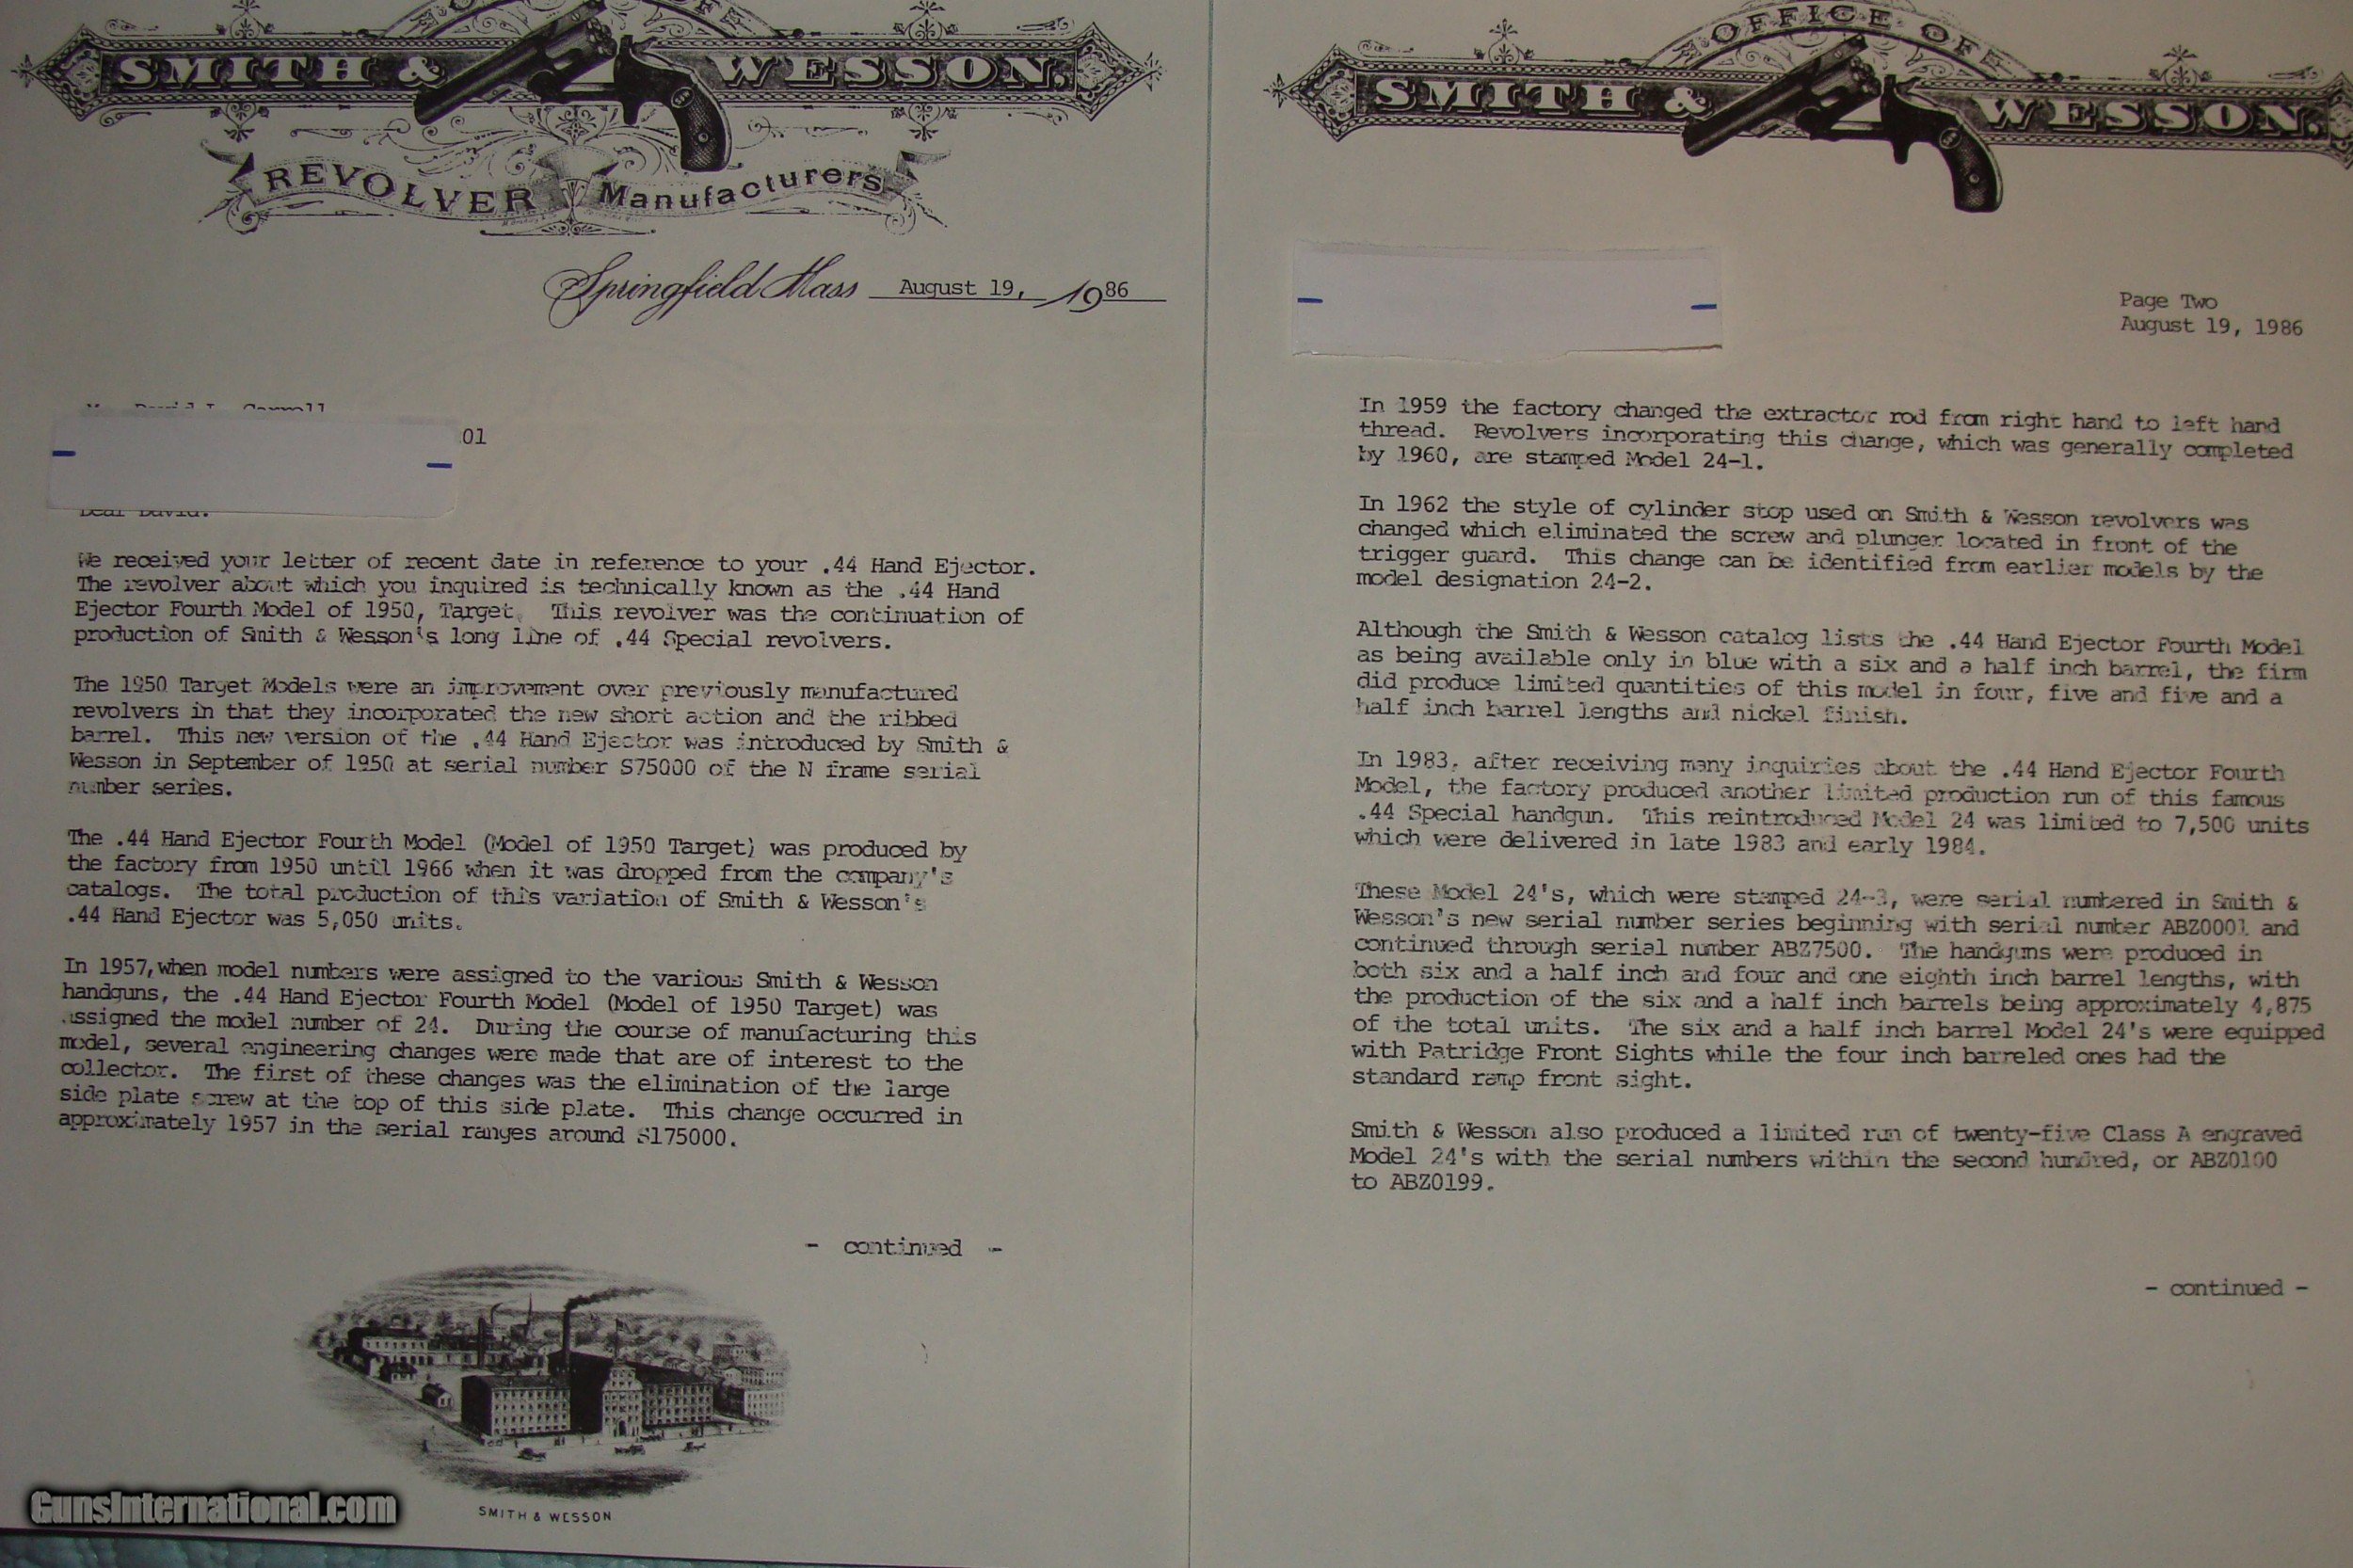 OFFICE OF
SMITH & WESSON.
REVOLVER Manufacturers
Springfield Mass August 19, 1986
01
Dear David:
We received your letter of recent date in reference to your .44 Hand Ejector.
The revolver about which you inquired is technically known as the .44 Hand
Ejector Fourth Model of 1950, Target. This revolver was the continuation of
production of Smith & Wesson's long line of .44 Special revolvers.
The 1950 Target Models were an improvement over previously manufactured
revolvers in that they incorporated the new short action and the ribbed
barrel. This new version of the .44 Hand Ejector was introduced by Smith &
Wesson in September of 1950 at serial number S75000 of the N frame serial
number series.
The .44 Hand Ejector Fourth Model (Model of 1950 Target) was produced by
the factory from 1950 until 1966 when it was dropped from the company's
catalogs. The total production of this variation of Smith & Wesson's
.44 Hand Ejector was 5,050 units.
In 1957, when model numbers were assigned to the various Smith & Wesson
handguns, the .44 Hand Ejector Fourth Model (Model of 1950 Target) was
assigned the model number of 24. During the course of manufacturing this
model, several engineering changes were made that are of interest to the
collector. The first of these changes was the elimination of the large
side plate screw at the top of this side plate. This change occurred in
approximately 1957 in the serial ranges around S175000.
- continued -
SMITH & WESSON
GunsInternational.com
OFFICE OF
SMITH & WESSON.
Page Two
August 19, 1986
In 1959 the factory changed the extractor rod from right hand to left hand
thread. Revolvers incorporating this change, which was generally completed
by 1960, are stamped Model 24-1.
In 1962 the style of cylinder stop used on Smith & Wesson revolvers was
changed which eliminated the screw and plunger located in front of the
trigger guard. This change can be identified from earlier models by the
model designation 24-2.
Although the Smith & Wesson catalog lists the .44 Hand Ejector Fourth Model
as being available only in blue with a six and a half inch barrel, the firm
did produce limited quantities of this model in four, five and five and a
half inch barrel lengths and nickel finish.
In 1983, after receiving many inquiries about the .44 Hand Ejector Fourth
Model, the factory produced another limited production run of this famous
.44 Special handgun. This reintroduced Model 24 was limited to 7,500 units
which were delivered in late 1983 and early 1984.
These Model 24's, which were stamped 24-3, were serial numbered in Smith &
Wesson's new serial number series beginning with serial number ABZ0001 and
continued through serial number ABZ7500. The handguns were produced in
both six and a half inch and four and one eighth inch barrel lengths, with
the production of the six and a half inch barrels being approximately 4,875
of the total units. The six and a half inch barrel Model 24's were equipped
with Patridge Front Sights while the four inch barreled ones had the
standard ramp front sight.
Smith & Wesson also produced a limited run of twenty-five Class A engraved
Model 24's with the serial numbers within the second hundred, or ABZ0100
to ABZ0199.
- continued -